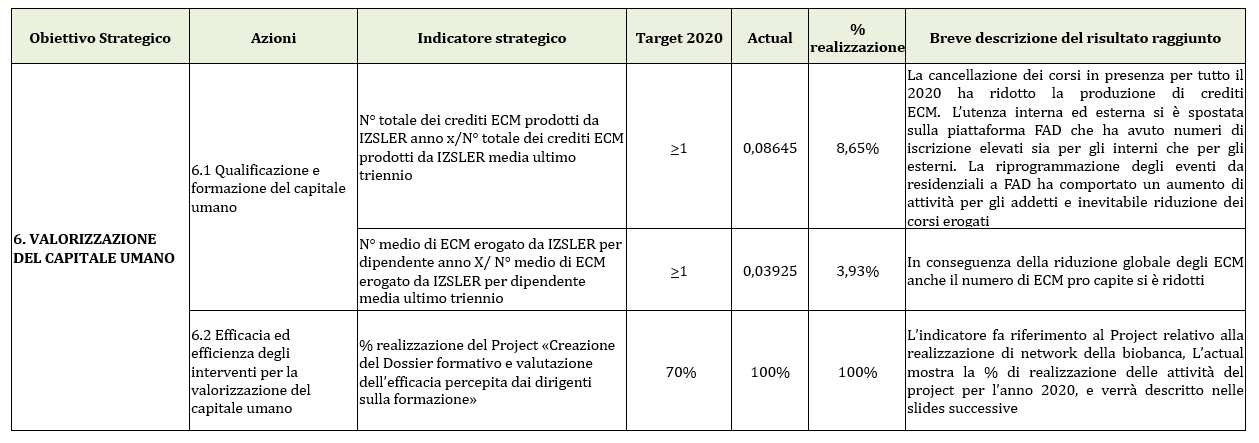 Obiettivo Strategico
Azioni
Indicatore strategico
Target 2020
Actual
%
realizzazione
Breve descrizione del risultato raggiunto
6. VALORIZZAZIONE
DEL CAPITALE UMANO
6.1 Qualificazione e
formazione del capitale
umano
N° totale dei crediti ECM prodotti da
IZSLER anno x/N° totale dei crediti ECM
prodotti da IZSLER media ultimo
triennio
≥1
0,08645
8,65%
La cancellazione dei corsi in presenza per tutto il
2020 ha ridotto la produzione di crediti
ECM. L'utenza interna ed esterna si è spostata
sulla piattaforma FAD che ha avuto numeri di
iscrizione elevati sia per gli interni che per gli
esterni. La riprogrammazione degli eventi da
residenziali a FAD ha comportato un aumento di
attività per gli addetti e inevitabile riduzione dei
corsi erogati
N° medio di ECM erogato da IZSLER per
dipendente anno X/ N° medio di ECM
erogato da IZSLER per dipendente
media ultimo triennio
≥1
0,03925
3,93%
In conseguenza della riduzione globale degli ECM
anche il numero di ECM pro capite si è ridotti
6.2 Efficacia ed
efficienza degli
interventi per la
valorizzazione del
capitale umano
% realizzazione del Project «Creazione
del Dossier formativo e valutazione
dell'efficacia percepita dai dirigenti
sulla formazione»
70%
100%
100%
L'indicatore fa riferimento al Project relativo alla
realizzazione di network della biobanca, L'actual
mostra la % di realizzazione delle attività del
project per l'anno 2020, e verrà descritto nelle
slides successive